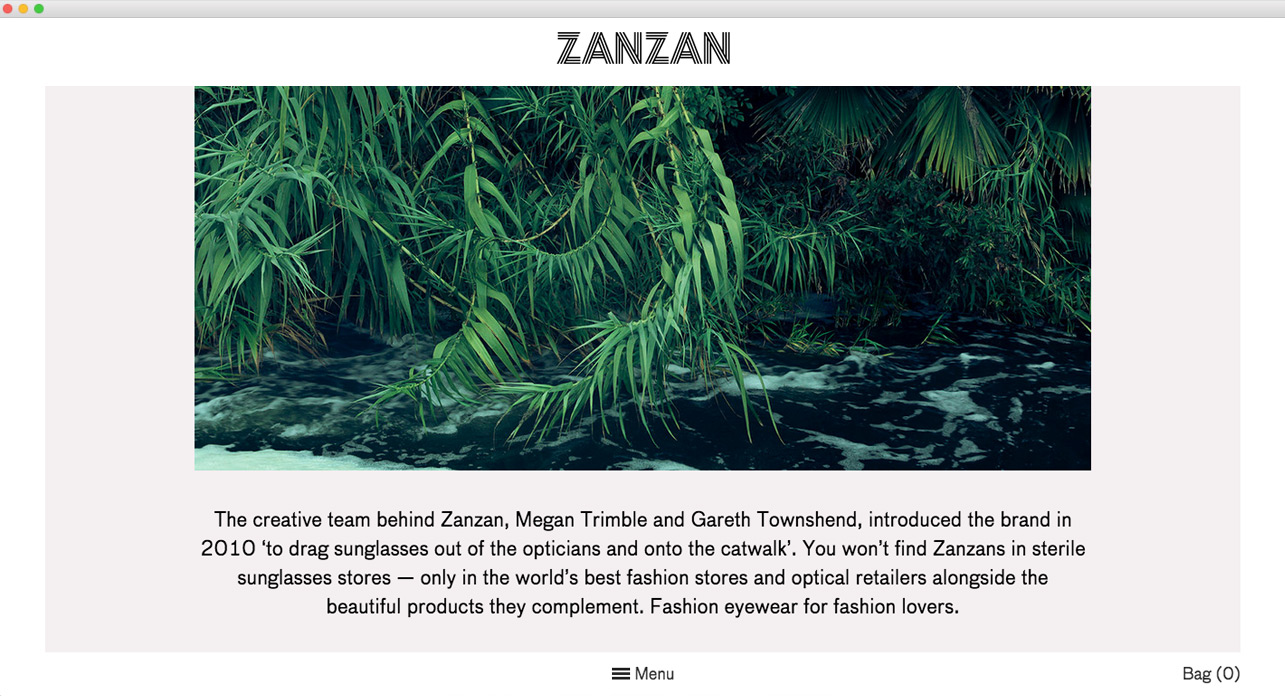 ZANZAN
The creative team behind Zanzan, Megan Trimble and Gareth Townshend, introduced the brand in
2010 ‘to drag sunglasses out of the opticians and onto the catwalk’. You won’t find Zanzans in sterile
sunglasses stores — only in the world’s best fashion stores and optical retailers alongside the
beautiful products they complement. Fashion eyewear for fashion lovers.
Menu
Bag (0)